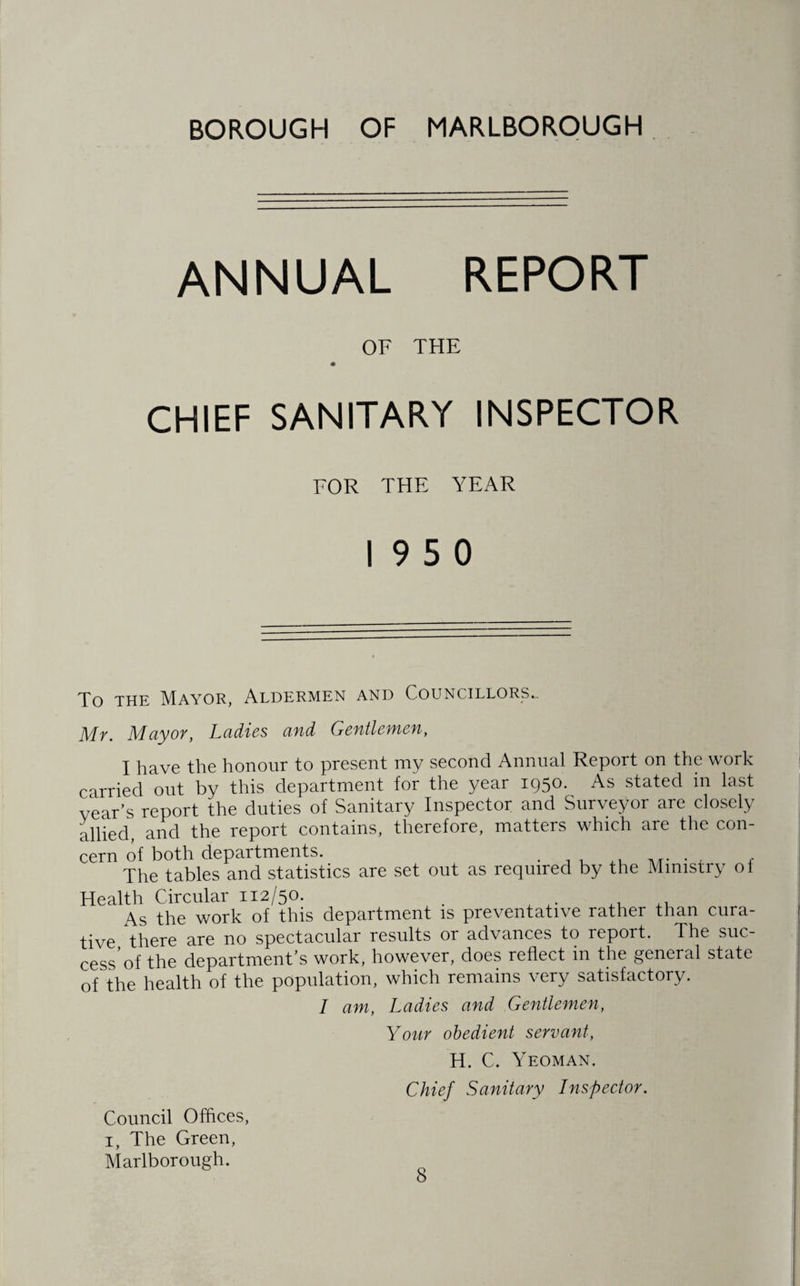 BOROUGH OF MARLBOROUGH
ANNUAL REPORT
OF THE
CHIEF SANITARY INSPECTOR
FOR THE YEAR
1950
To the Mayor, Aldermen and Councillors.
Mr. Mayor, Ladies and Gentlemen,
I have the honour to present my second Annual Report on the work
carried out by this department for the year 1950. As stated in last
year's report the duties of Sanitary Inspector and Surveyor are closely
allied, and the report contains, therefore, matters which are the con-
cern of both departments.
The tables and statistics are set out as required by the Ministry of
Health Circular 112/50.
As the work of this department is preventative rather than cura-
tive, there are no spectacular results or advances to report. The suc-
cess of the department's work, however, does reflect in the general state
of the health of the population, which remains very satisfactory.
I am, Ladies and Gentlemen,
Your obedient servant,
H. C. Yeoman.
Chief Sanitary Inspector.
Council Offices,
1, The Green,
Marlborough.
8